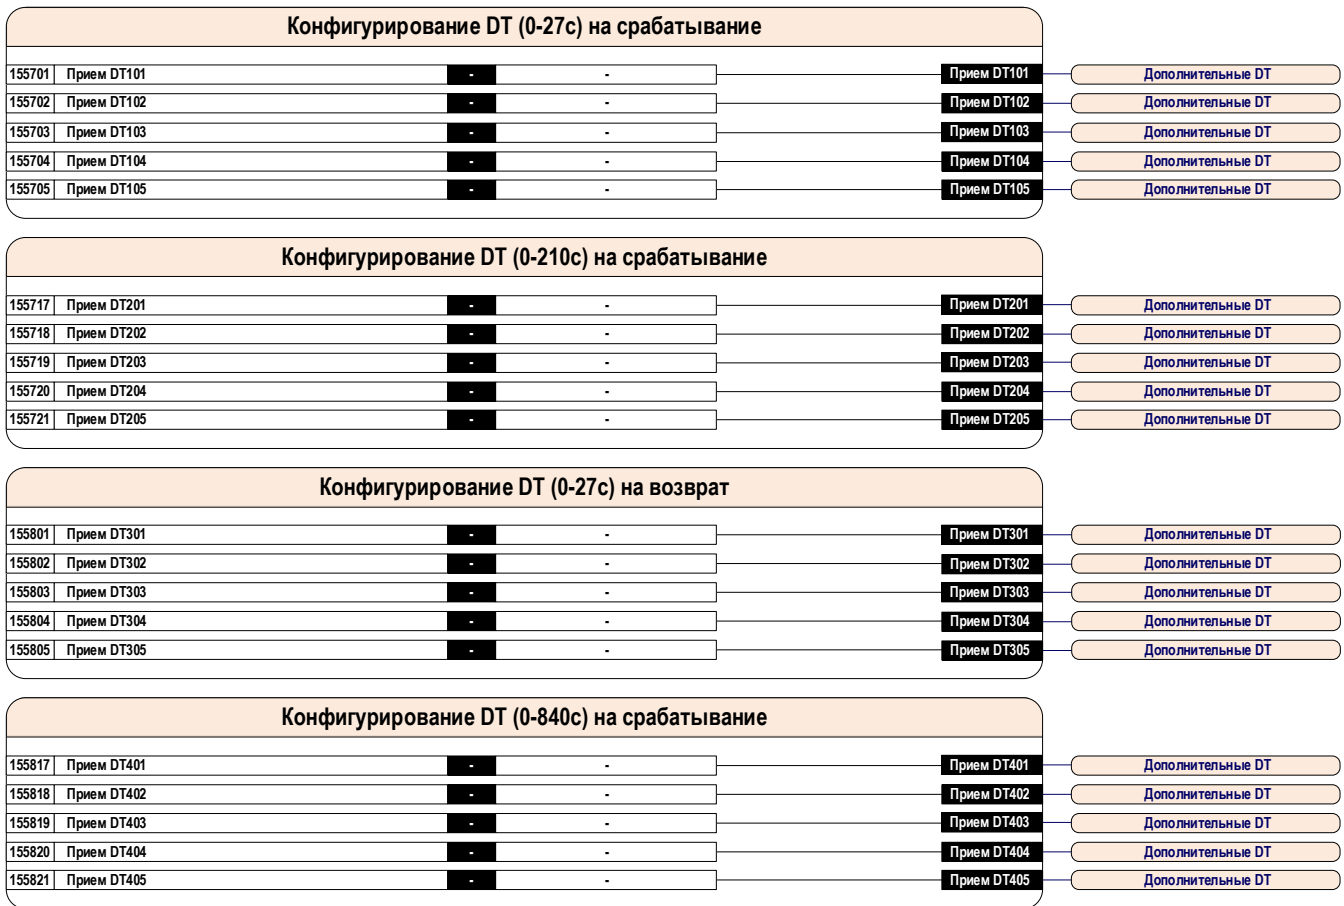 Конфигурирование DT (0-27с) на срабатывание
155701 Прием DT101 - - Прием DT101 Дополнительные DT
155702 Прием DT102 - - Прием DT102 Дополнительные DT
155703 Прием DT103 - - Прием DT103 Дополнительные DT
155704 Прием DT104 - - Прием DT104 Дополнительные DT
155705 Прием DT105 - - Прием DT105 Дополнительные DT
Конфигурирование DT (0-210с) на срабатывание
155717 Прием DT201 - - Прием DT201 Дополнительные DT
155718 Прием DT202 - - Прием DT202 Дополнительные DT
155719 Прием DT203 - - Прием DT203 Дополнительные DT
155720 Прием DT204 - - Прием DT204 Дополнительные DT
155721 Прием DT205 - - Прием DT205 Дополнительные DT
Конфигурирование DT (0-27с) на возврат
155801 Прием DT301 - - Прием DT301 Дополнительные DT
155802 Прием DT302 - - Прием DT302 Дополнительные DT
155803 Прием DT303 - - Прием DT303 Дополнительные DT
155804 Прием DT304 - - Прием DT304 Дополнительные DT
155805 Прием DT305 - - Прием DT305 Дополнительные DT
Конфигурирование DT (0-840с) на срабатывание
155817 Прием DT401 - - Прием DT401 Дополнительные DT
155818 Прием DT402 - - Прием DT402 Дополнительные DT
155819 Прием DT403 - - Прием DT403 Дополнительные DT
155820 Прием DT404 - - Прием DT404 Дополнительные DT
155821 Прием DT405 - - Прием DT405 Дополнительные DT